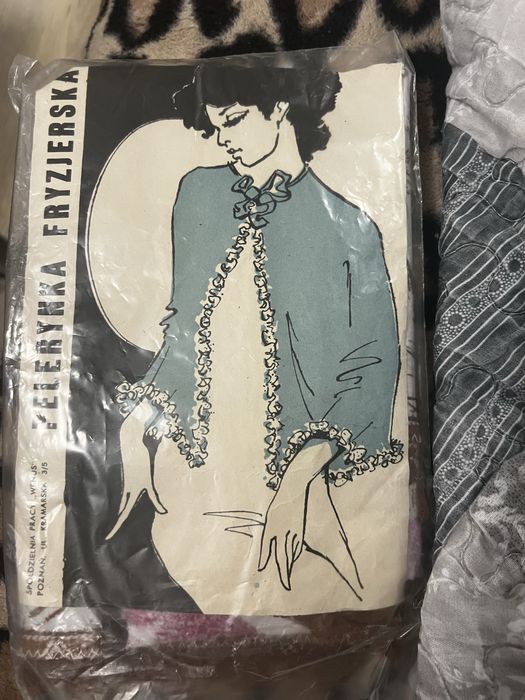 PELERYNKA FRYZJERSKA
SPÓŁDZIELNIA PRACY „WENUS"
POZNAŃ, UL. KRAMARSKA 3/5